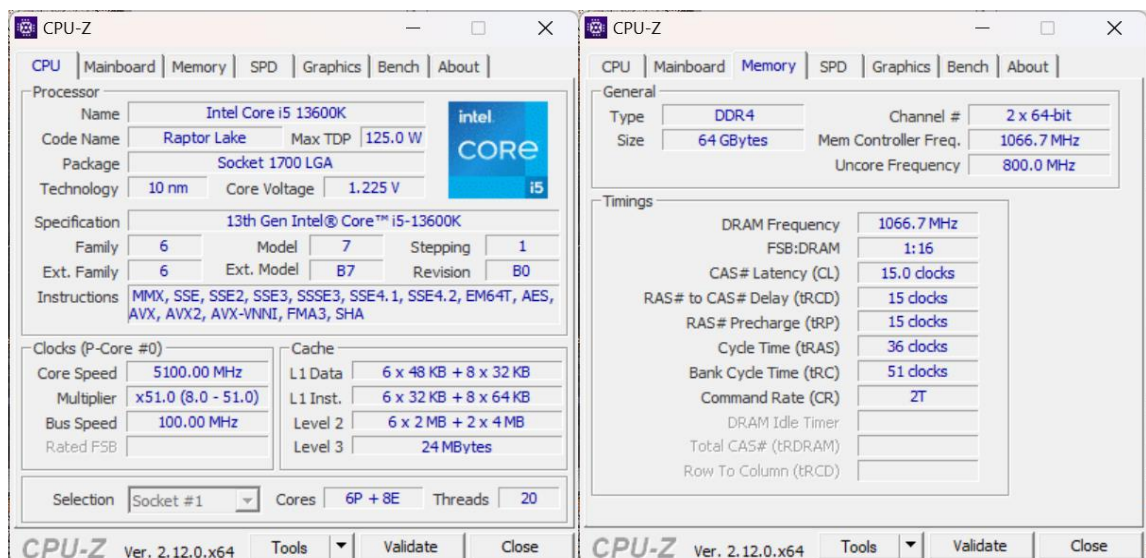 CPU-Z
CPU Mainboard Memory SPD Graphics Bench About
Processor
Name Intel Core i5 13600K
Code Name Raptor Lake Max TDP 125.0 W
Package Socket 1700 LGA
Technology 10 nm Core Voltage 1.225 V
intel
CORE
i5
Specification 13th Gen Intel® Core™ i5-13600K
Family 6 Model 7 Stepping 1
Ext. Family 6 Ext. Model B7 Revision B0
Instructions MMX, SSE, SSE2, SSE3, SSSE3, SSE4.1, SSE4.2, EM64T, AES,
AVX, AVX2, AVX-VNNI, FMA3, SHA
Clocks (P-Core #0)
Core Speed 5100.00 MHz
Multiplier x51.0 (8.0 - 51.0)
Bus Speed 100.00 MHz
Rated FSB
Cache
L1 Data 6 x 48 KB + 8 x 32 KB
L1 Inst. 6 x 32 KB + 8 x 64 KB
Level 2 6 x 2 MB + 2 x 4 MB
Level 3 24 MBytes
Selection Socket #1 Cores 6P + 8E Threads 20
CPU-Z Ver. 2.12.0.x64 Tools Validate Close
CPU-Z
CPU Mainboard Memory SPD Graphics Bench About
General
Type DDR4 Channel # 2 x 64-bit
Size 64 GBytes Mem Controller Freq. 1066.7 MHz
Uncore Frequency 800.0 MHz
Timings
DRAM Frequency 1066.7 MHz
FSB:DRAM 1:16
CAS# Latency (CL) 15.0 clocks
RAS# to CAS# Delay (tRCD) 15 clocks
RAS# Precharge (tRP) 15 clocks
Cycle Time (tRAS) 36 clocks
Bank Cycle Time (tRC) 51 clocks
Command Rate (CR) 2T
DRAM Idle Timer
Total CAS# (tRDRAM)
Row To Column (tRCD)
CPU-Z Ver. 2.12.0.x64 Tools Validate Close